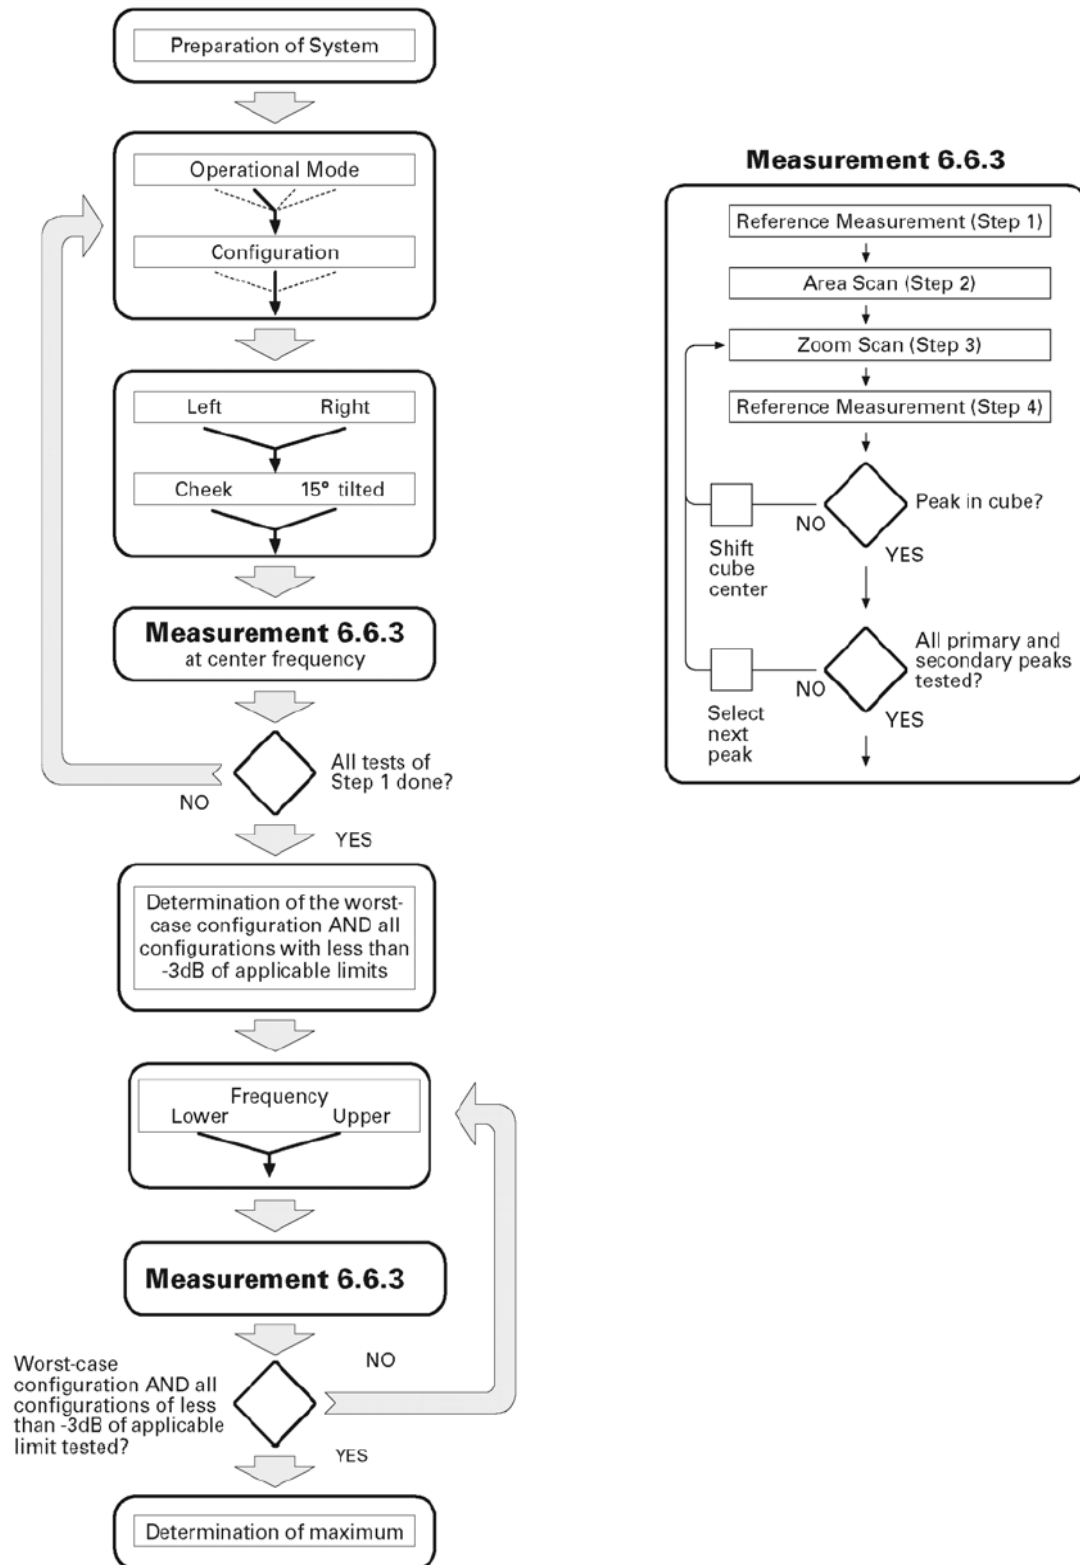 Preparation of System
Operational Mode
Configuration
Left Right
Cheek 15° tilted
Measurement 6.6.3
at center frequency
All tests of
Step 1 done?
NO
YES
Determination of the worst-
case configuration AND all
configurations with less than
-3dB of applicable limits
Frequency
Lower Upper
Measurement 6.6.3
Worst-case
configuration AND all
configurations of less
than -3dB of applicable
limit tested?
NO
YES
Determination of maximum
Measurement 6.6.3
Reference Measurement (Step 1)
Area Scan (Step 2)
Zoom Scan (Step 3)
Reference Measurement (Step 4)
Peak in cube?
NO
YES
Shift
cube
center
All primary and
secondary peaks
tested?
NO
YES
Select
next
peak